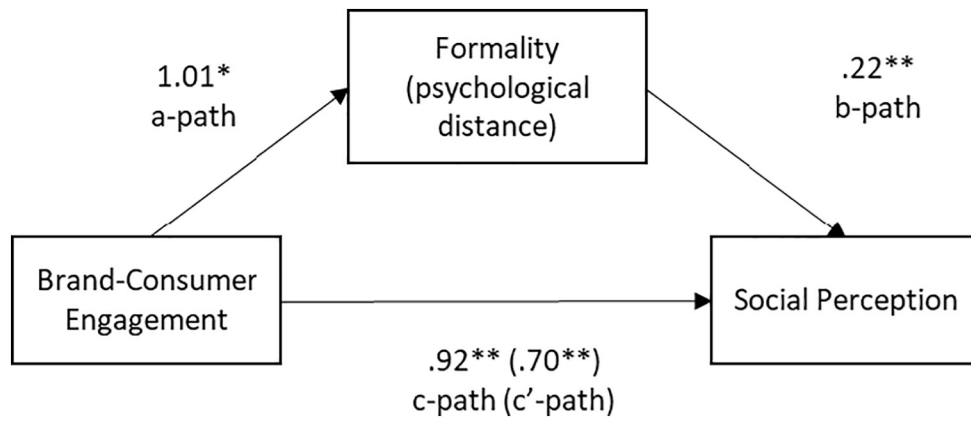 Formality
(psychological
distance)
1.01*
a-path
.22**
b-path
Brand-Consumer
Engagement
Social Perception
.92** (.70**)
c-path (c’-path)